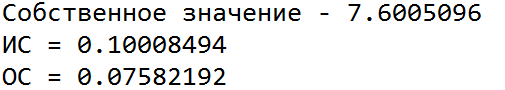 Собственное значение - 7.6005096
ИС = 0.10008494
ОС = 0.07582192